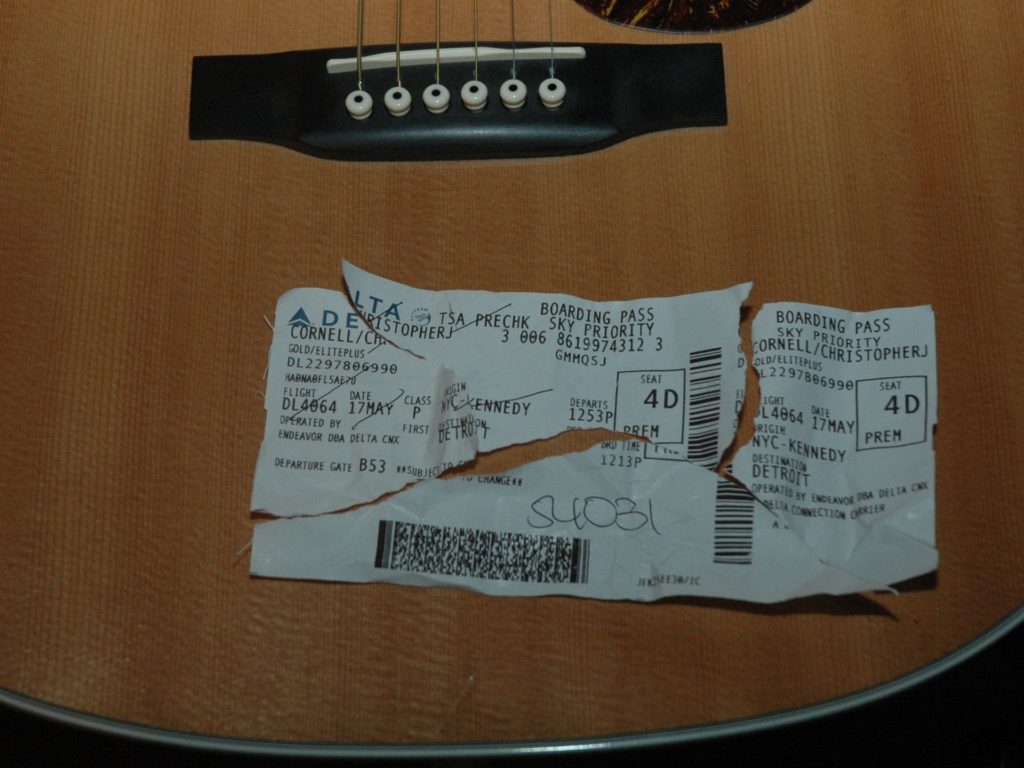 DELTA TSA PRECHK BOARDING PASS
CORNELL/CHRISTOPHERJ SKY PRIORITY
GOLD/ELITEPLUS 3 006 8619974312 3
DL2297806990 GMMQSJ
FLIGHT DATE CLASS ORIGIN
DL4064 17MAY P NYC-KENNEDY DEPARTS SEAT
OPERATED BY FIRST DESTINATION 1253P 4D
ENDEAVOR DBA DELTA CNX DETROIT PREM
BRD TIME
DEPARTURE GATE B53 **SUBJECT TO CHANGE** 1213P
S4031
BOARDING PASS
SKY PRIORITY
CORNELL/CHRISTOPHERJ
GOLD/ELITEPLUS
DL2297806990
FLIGHT DATE SEAT
DL4064 17MAY 4D
ORIGIN PREM
NYC-KENNEDY
DESTINATION
DETROIT
OPERATED BY ENDEAVOR DBA DELTA CNX
DELTA CONNECTION CARRIER